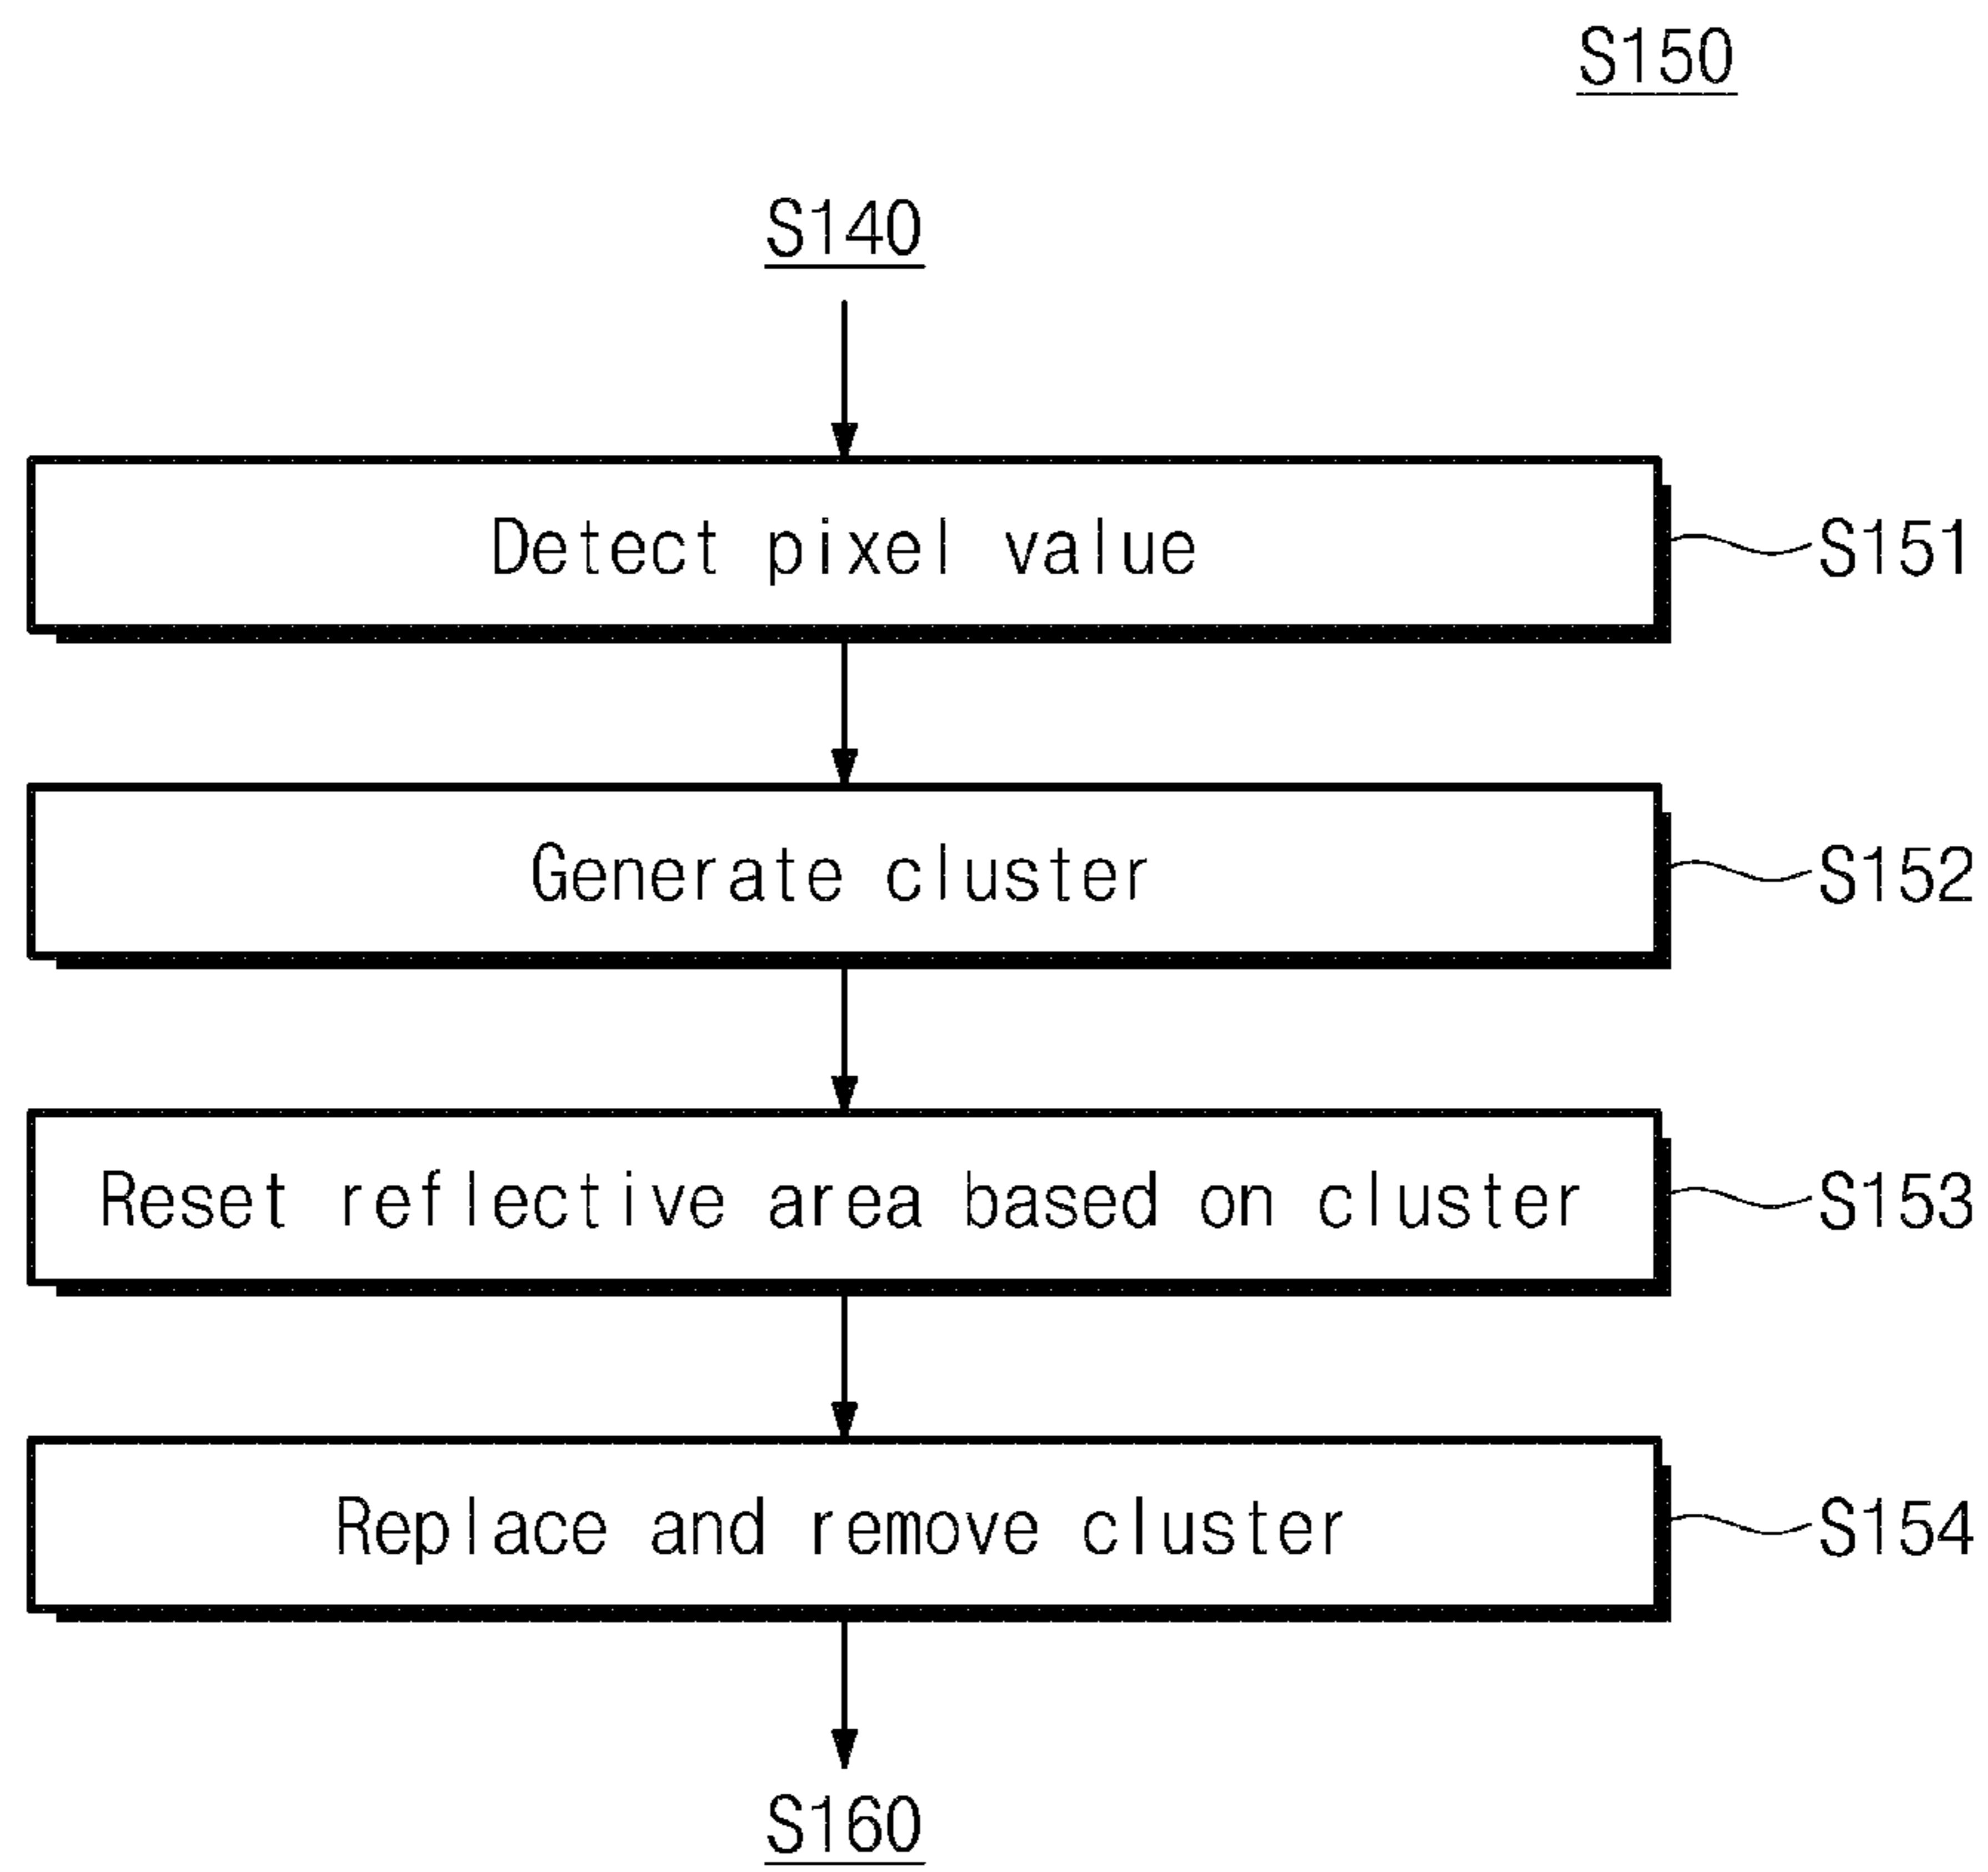 S150
S140
Detect pixel value
S151
Generate cluster
S152
Reset reflective area based on cluster
S153
Replace and remove cluster
S154
S160